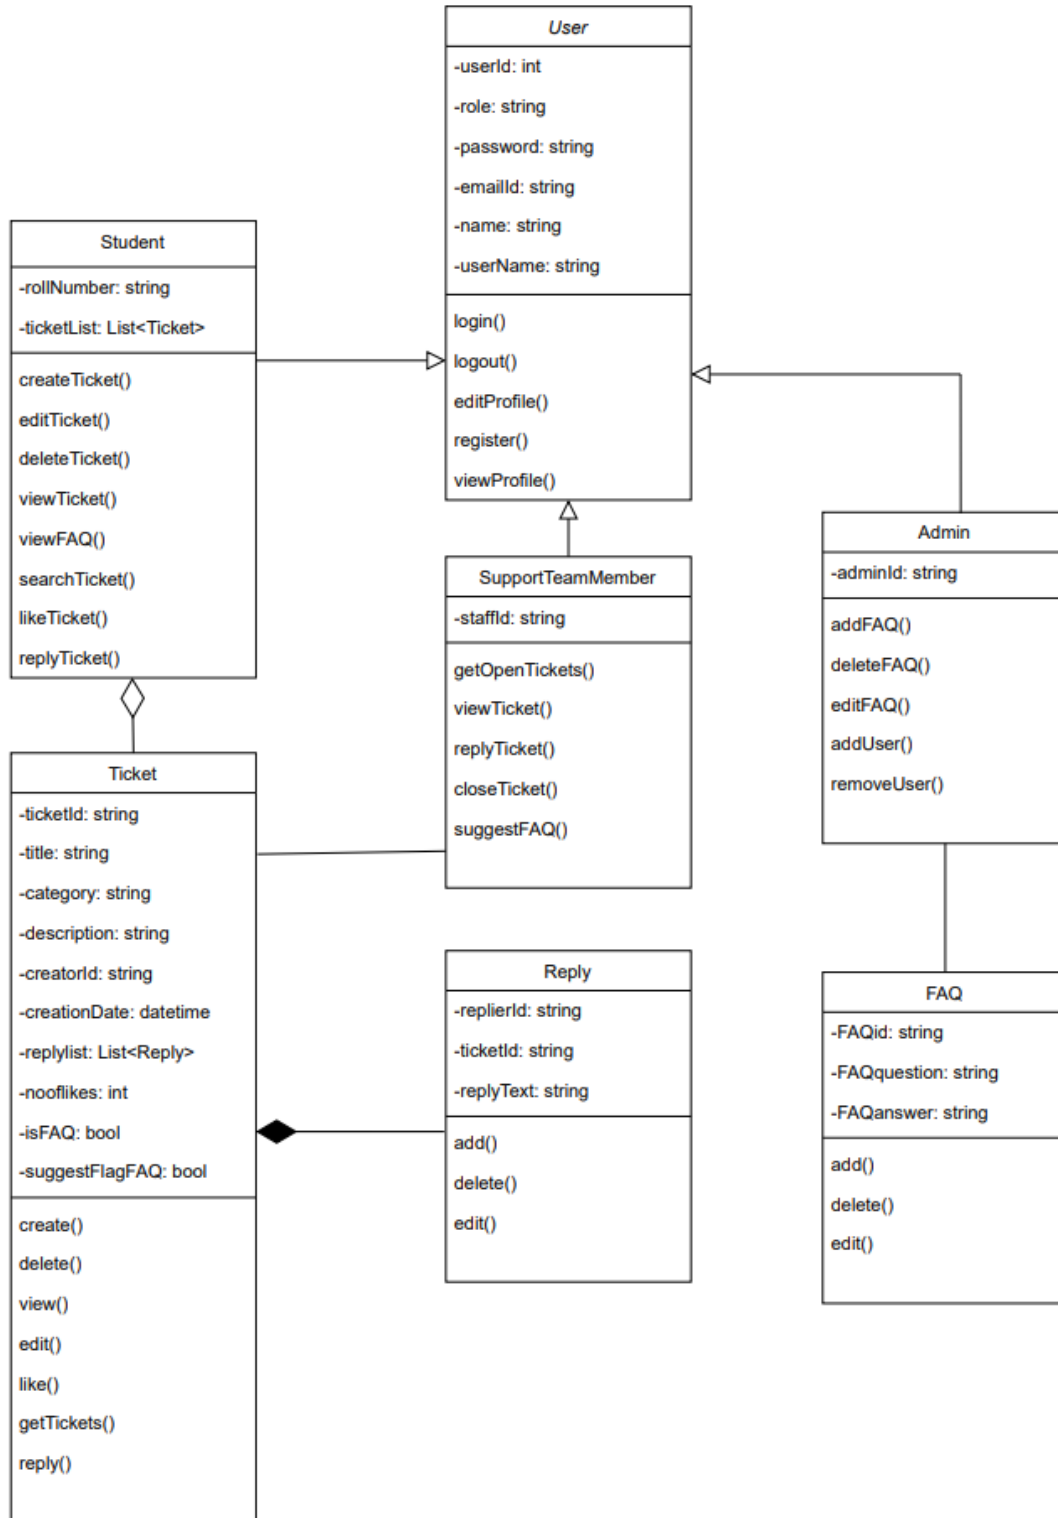 User
-userId: int
-role: string
-password: string
-emailId: string
-name: string
-userName: string
login()
logout()
editProfile()
register()
viewProfile()
Student
-rollNumber: string
-ticketList: List<Ticket>
createTicket()
editTicket()
deleteTicket()
viewTicket()
viewFAQ()
searchTicket()
likeTicket()
replyTicket()
SupportTeamMember
-staffId: string
getOpenTickets()
viewTicket()
replyTicket()
closeTicket()
suggestFAQ()
Admin
-adminId: string
addFAQ()
deleteFAQ()
editFAQ()
addUser()
removeUser()
Ticket
-ticketId: string
-title: string
-category: string
-description: string
-creatorId: string
-creationDate: datetime
-replylist: List<Reply>
-nooflikes: int
-isFAQ: bool
-suggestFlagFAQ: bool
create()
delete()
view()
edit()
like()
getTickets()
reply()
Reply
-replierId: string
-ticketId: string
-replyText: string
add()
delete()
edit()
FAQ
-FAQid: string
-FAQquestion: string
-FAQanswer: string
add()
delete()
edit()